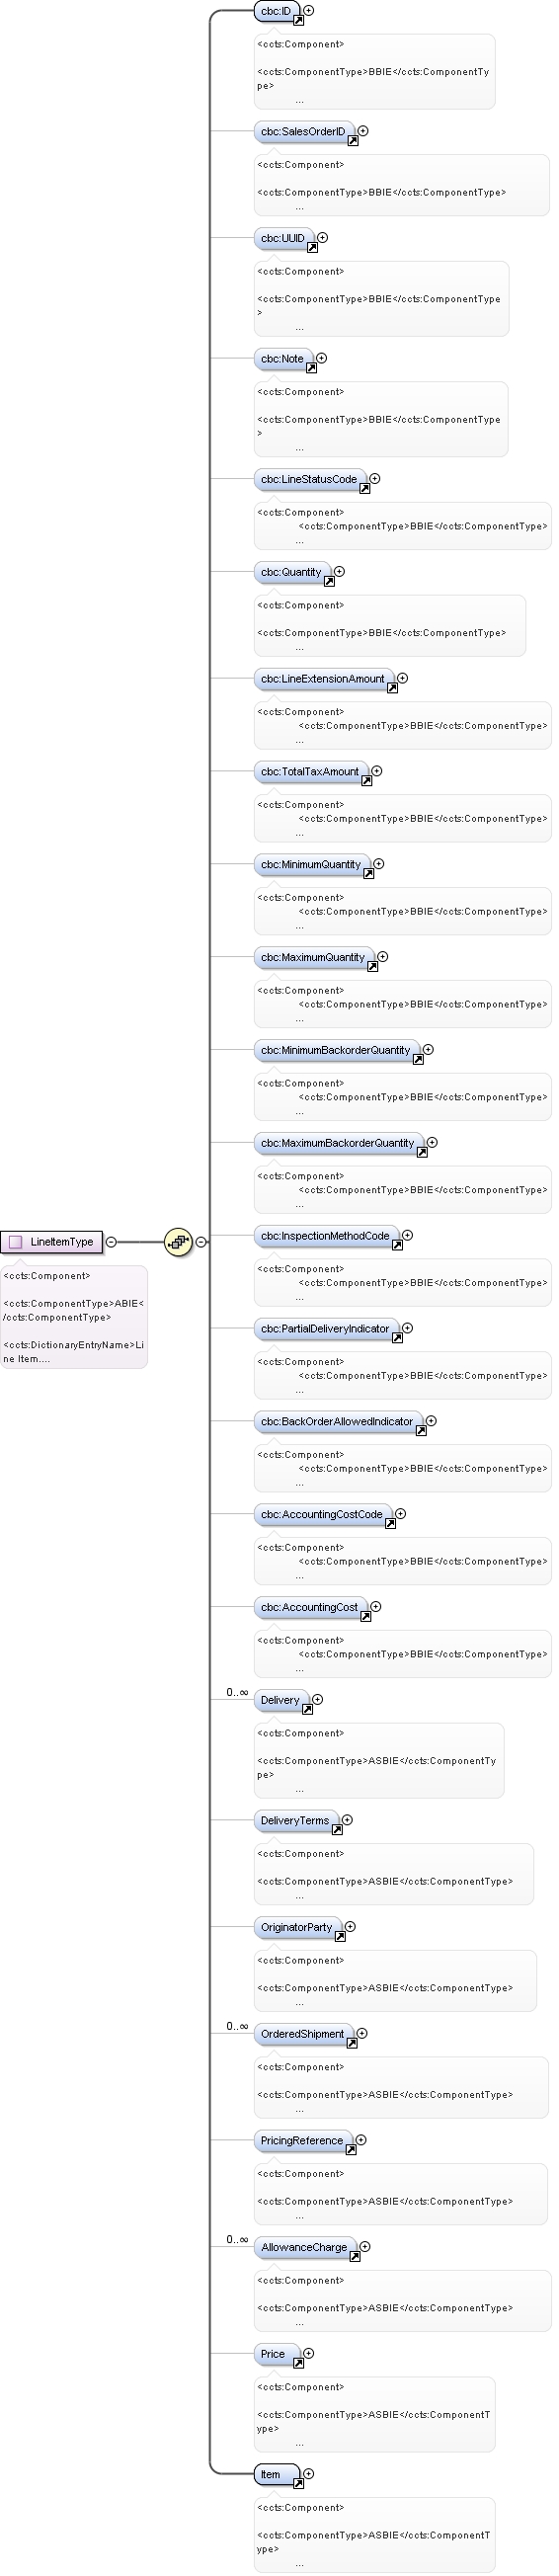 cbc:ID
<ccts:Component>
<ccts:ComponentType>BBIE</ccts:ComponentTy
pe>
...
cbc:SalesOrderID
<ccts:Component>
<ccts:ComponentType>BBIE</ccts:ComponentType>
...
cbc:UUID
<ccts:Component>
<ccts:ComponentType>BBIE</ccts:ComponentType
>
...
cbc:Note
<ccts:Component>
<ccts:ComponentType>BBIE</ccts:ComponentType
>
...
cbc:LineStatusCode
<ccts:Component>
<ccts:ComponentType>BBIE</ccts:ComponentType>
...
cbc:Quantity
<ccts:Component>
<ccts:ComponentType>BBIE</ccts:ComponentType>
...
cbc:LineExtensionAmount
<ccts:Component>
<ccts:ComponentType>BBIE</ccts:ComponentType>
...
cbc:TotalTaxAmount
<ccts:Component>
<ccts:ComponentType>BBIE</ccts:ComponentType>
...
cbc:MinimumQuantity
<ccts:Component>
<ccts:ComponentType>BBIE</ccts:ComponentType>
...
cbc:MaximumQuantity
<ccts:Component>
<ccts:ComponentType>BBIE</ccts:ComponentType>
...
cbc:MinimumBackorderQuantity
<ccts:Component>
<ccts:ComponentType>BBIE</ccts:ComponentType>
...
cbc:MaximumBackorderQuantity
<ccts:Component>
<ccts:ComponentType>BBIE</ccts:ComponentType>
...
LineItemType
<ccts:Component>
<ccts:ComponentType>ABIE<
/ccts:ComponentType>
<ccts:DictionaryEntryName>Li
ne Item....
cbc:InspectionMethodCode
<ccts:Component>
<ccts:ComponentType>BBIE</ccts:ComponentType>
...
cbc:PartialDeliveryIndicator
<ccts:Component>
<ccts:ComponentType>BBIE</ccts:ComponentType>
...
cbc:BackOrderAllowedIndicator
<ccts:Component>
<ccts:ComponentType>BBIE</ccts:ComponentType>
...
cbc:AccountingCostCode
<ccts:Component>
<ccts:ComponentType>BBIE</ccts:ComponentType>
...
cbc:AccountingCost
<ccts:Component>
<ccts:ComponentType>BBIE</ccts:ComponentType>
...
0..∞
Delivery
<ccts:Component>
<ccts:ComponentType>ASBIE</ccts:ComponentTy
pe>
...
DeliveryTerms
<ccts:Component>
<ccts:ComponentType>ASBIE</ccts:ComponentType>
...
OriginatorParty
<ccts:Component>
<ccts:ComponentType>ASBIE</ccts:ComponentType>
...
0..∞
OrderedShipment
<ccts:Component>
<ccts:ComponentType>ASBIE</ccts:ComponentType>
...
PricingReference
<ccts:Component>
<ccts:ComponentType>ASBIE</ccts:ComponentType>
...
0..∞
AllowanceCharge
<ccts:Component>
<ccts:ComponentType>ASBIE</ccts:ComponentType>
...
Price
<ccts:Component>
<ccts:ComponentType>ASBIE</ccts:ComponentT
ype>
...
Item
<ccts:Component>
<ccts:ComponentType>ASBIE</ccts:ComponentT
ype>
...